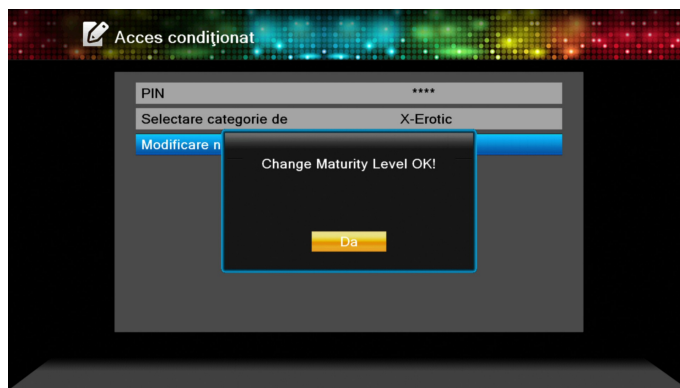 Acces condiţionat
PIN ****
Selectare categorie de X-Erotic
Modificare n
Change Maturity Level OK!
Da